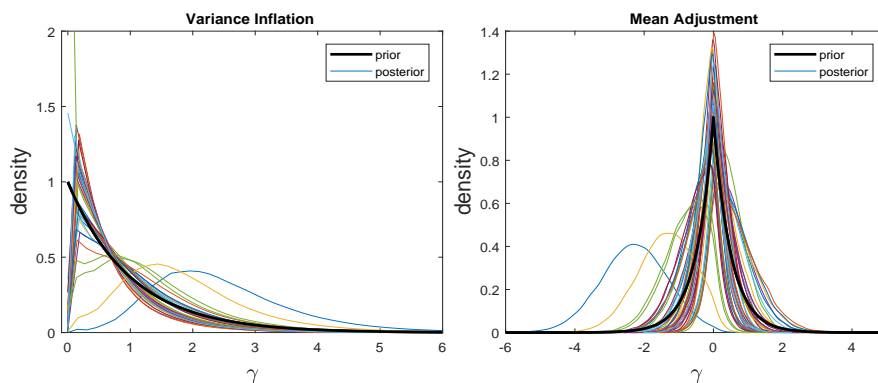 Variance Inflation
2
1.5
1
0.5
0
density
prior
posterior
0 1 2 3 4 5 6
γ
Mean Adjustment
1.4
1.2
1
0.8
0.6
0.4
0.2
0
density
prior
posterior
-6 -4 -2 0 2 4
γ